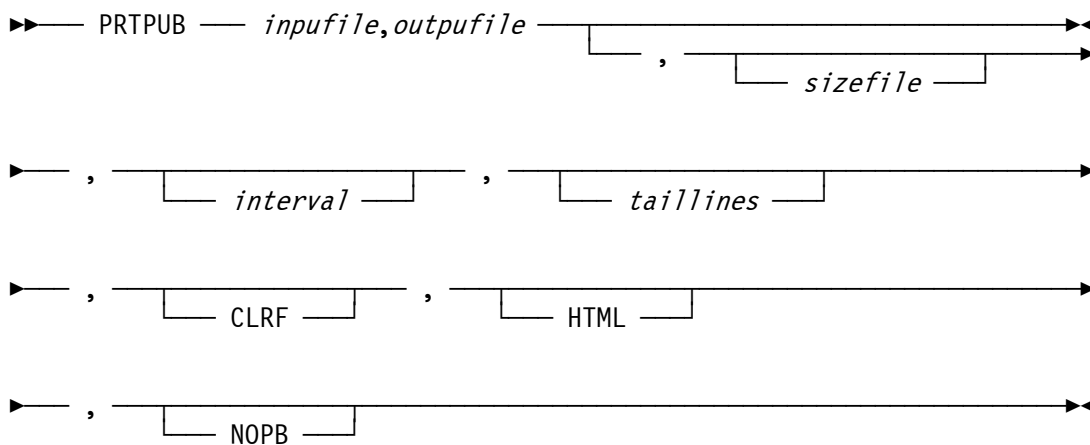 PRTPUB inpufile,outpufile
, sizefile
, interval , taillines
, CLRF , HTML
, NOPB